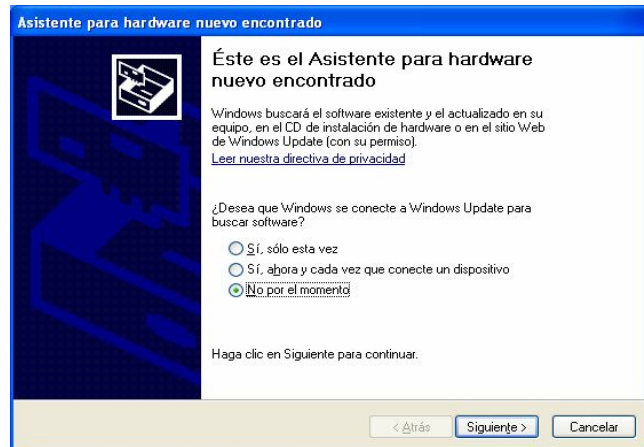 Asistente para hardware nuevo encontrado
Éste es el Asistente para hardware
nuevo encontrado
Windows buscará el software existente y el actualizado en su
equipo, en el CD de instalación de hardware o en el sitio Web
de Windows Update (con su permiso).
Leer nuestra directiva de privacidad
¿Desea que Windows se conecte a Windows Update para
buscar software?
Sí, sólo esta vez
Sí, ahora y cada vez que conecte un dispositivo
No por el momento
Haga clic en Siguiente para continuar.
< Atrás Siguiente > Cancelar